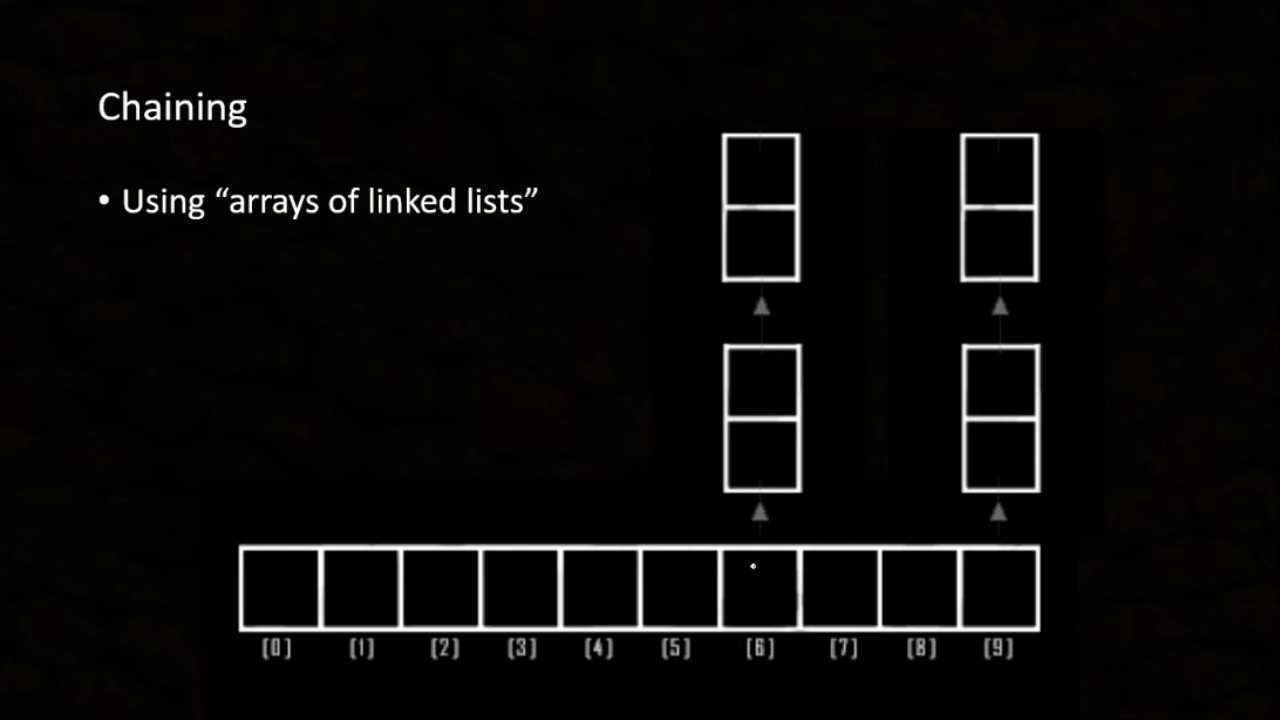 Chaining
• Using “arrays of linked lists”
[0] [1] [2] [3] [4] [5] [6] [7] [8] [9]